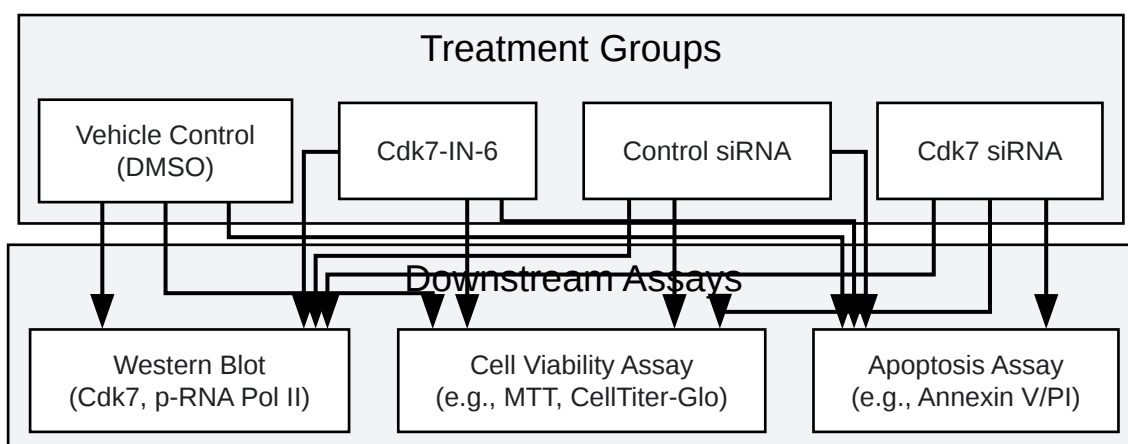 Treatment Groups
Vehicle Control
(DMSO)
Cdk7-IN-6
Control siRNA
Cdk7 siRNA
Downstream Assays
Western Blot
(Cdk7, p-RNA Pol II)
Cell Viability Assay
(e.g., MTT, CellTiter-Glo)
Apoptosis Assay
(e.g., Annexin V/PI)